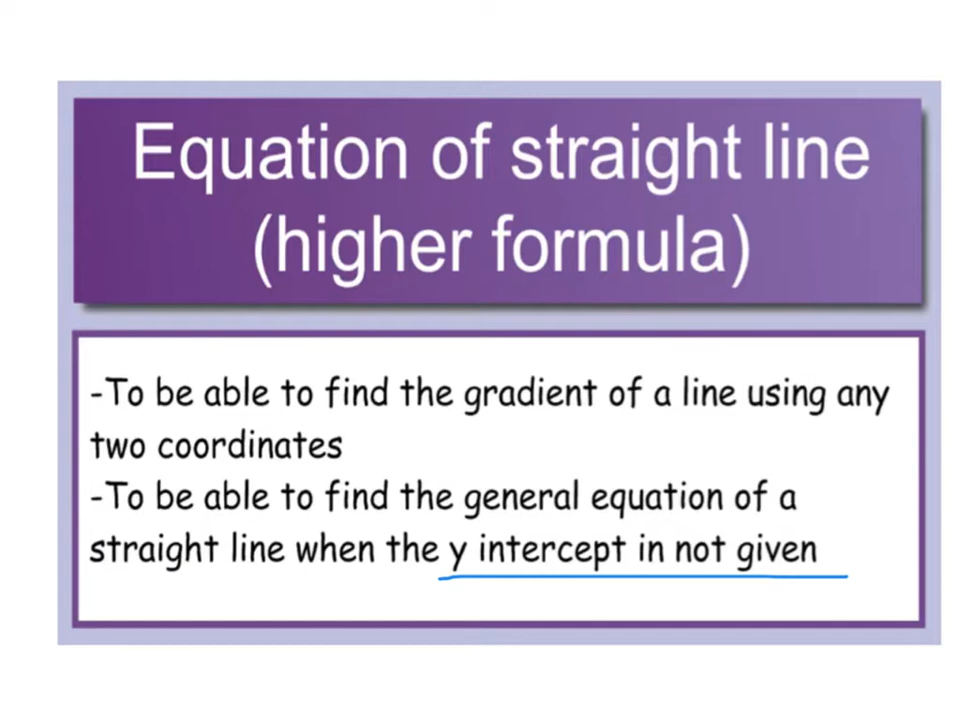 Equation of straight line
(higher formula)
-To be able to find the gradient of a line using any
two coordinates
-To be able to find the general equation of a
straight line when the y intercept in not given